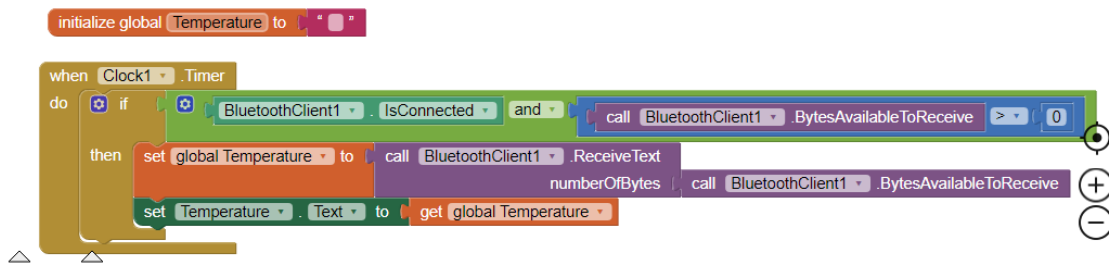 initialize global Temperature to " "
when Clock1 .Timer
do if BluetoothClient1 . IsConnected and call BluetoothClient1 .BytesAvailableToReceive > 0
then set global Temperature to call BluetoothClient1 .ReceiveText
numberOfBytes call BluetoothClient1 .BytesAvailableToReceive
set Temperature . Text to get global Temperature